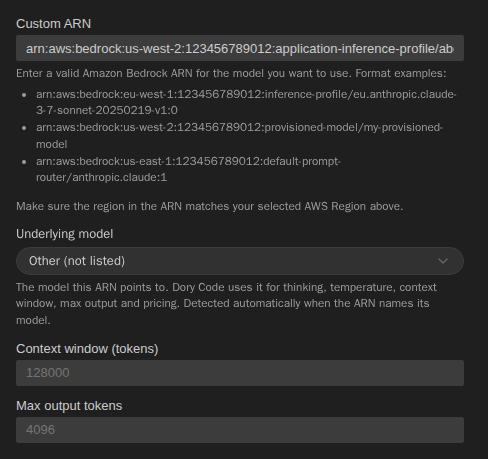 Custom ARN
arn:aws:bedrock:us-west-2:123456789012:application-inference-profile/ab
Enter a valid Amazon Bedrock ARN for the model you want to use. Format examples:
• arn:aws:bedrock:eu-west-1:123456789012:inference-profile/eu.anthropic.claude-
3-7-sonnet-20250219-v1:0
• arn:aws:bedrock:us-west-2:123456789012:provisioned-model/my-provisioned-
model
• arn:aws:bedrock:us-east-1:123456789012:default-prompt-
router/anthropic.claude:1
Make sure the region in the ARN matches your selected AWS Region above.
Underlying model
Other (not listed)
The model this ARN points to. Dory Code uses it for thinking, temperature, context
window, max output and pricing. Detected automatically when the ARN names its
model.
Context window (tokens)
128000
Max output tokens
4096